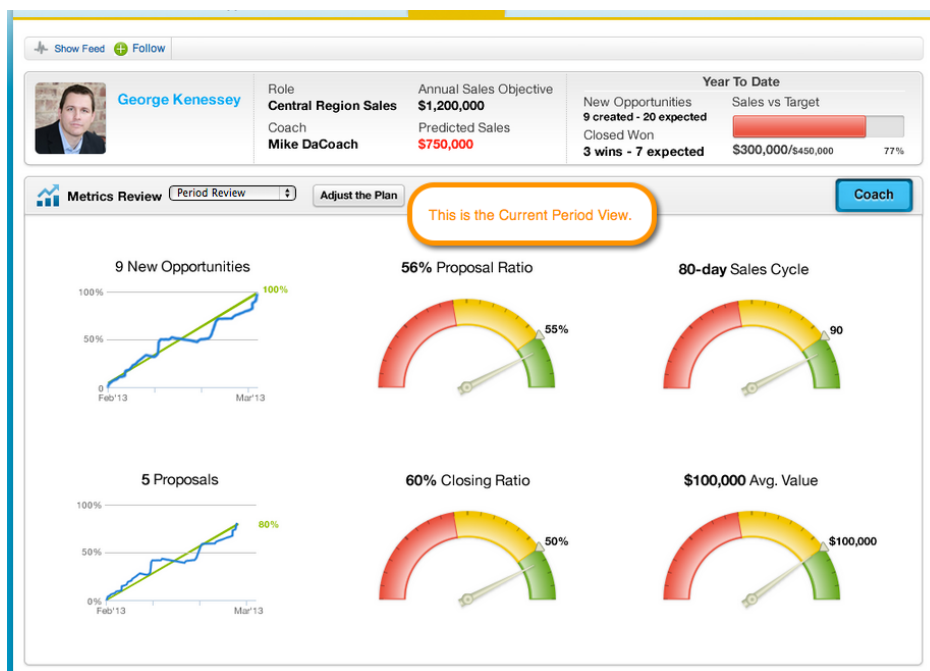 Show Feed Follow
George Kenessey
Role
Central Region Sales
Coach
Mike DaCoach
Annual Sales Objective
$1,200,000
Predicted Sales
$750,000
Year To Date
New Opportunities
9 created - 20 expected
Closed Won
3 wins - 7 expected
Sales vs Target
$300,000/$450,000 77%
Metrics Review Period Review Adjust the Plan
This is the Current Period View.
Coach
9 New Opportunities
100%
100%
50%
0
Feb'13 Mar'13
56% Proposal Ratio
55%
80-day Sales Cycle
90
5 Proposals
100%
80%
50%
0%
Feb'13 Mar'13
60% Closing Ratio
50%
$100,000 Avg. Value
$100,000